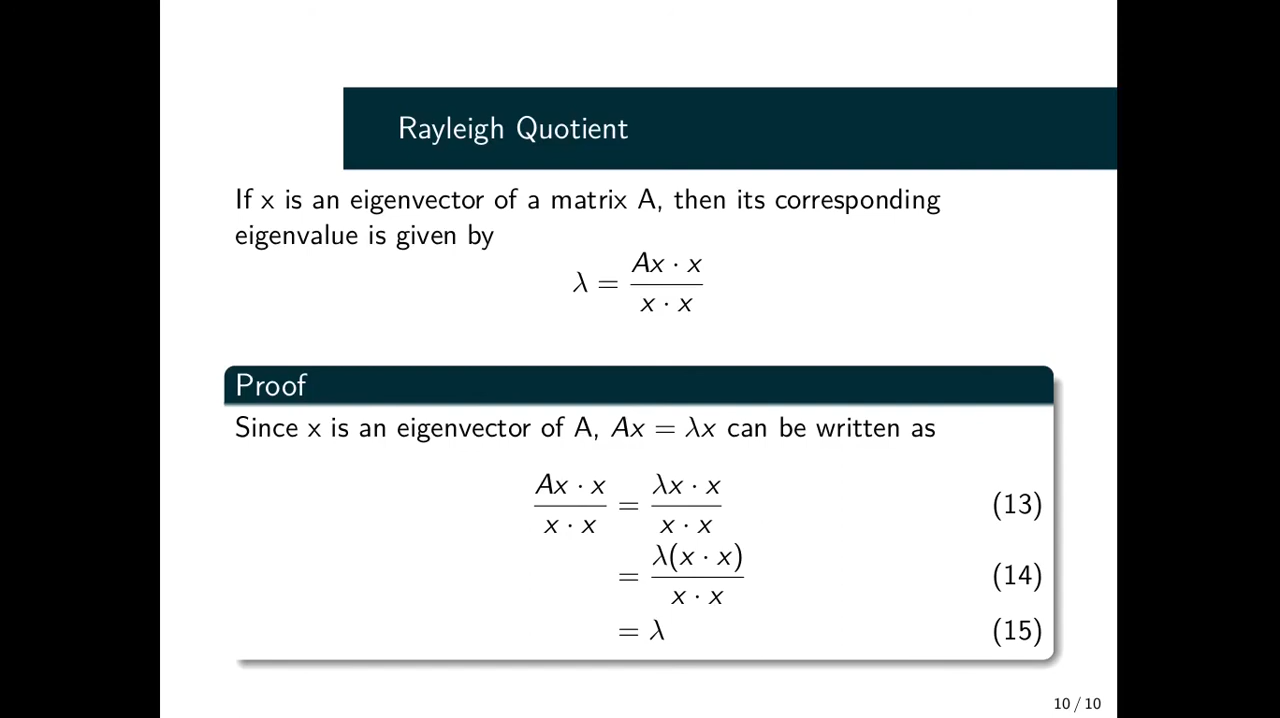 Rayleigh Quotient
If x is an eigenvector of a matrix A, then its corresponding
eigenvalue is given by
λ = Ax · x / x · x
Proof
Since x is an eigenvector of A, Ax = λx can be written as
Ax · x / x · x = λx · x / x · x (13)
= λ(x · x) / x · x (14)
= λ (15)
10 / 10